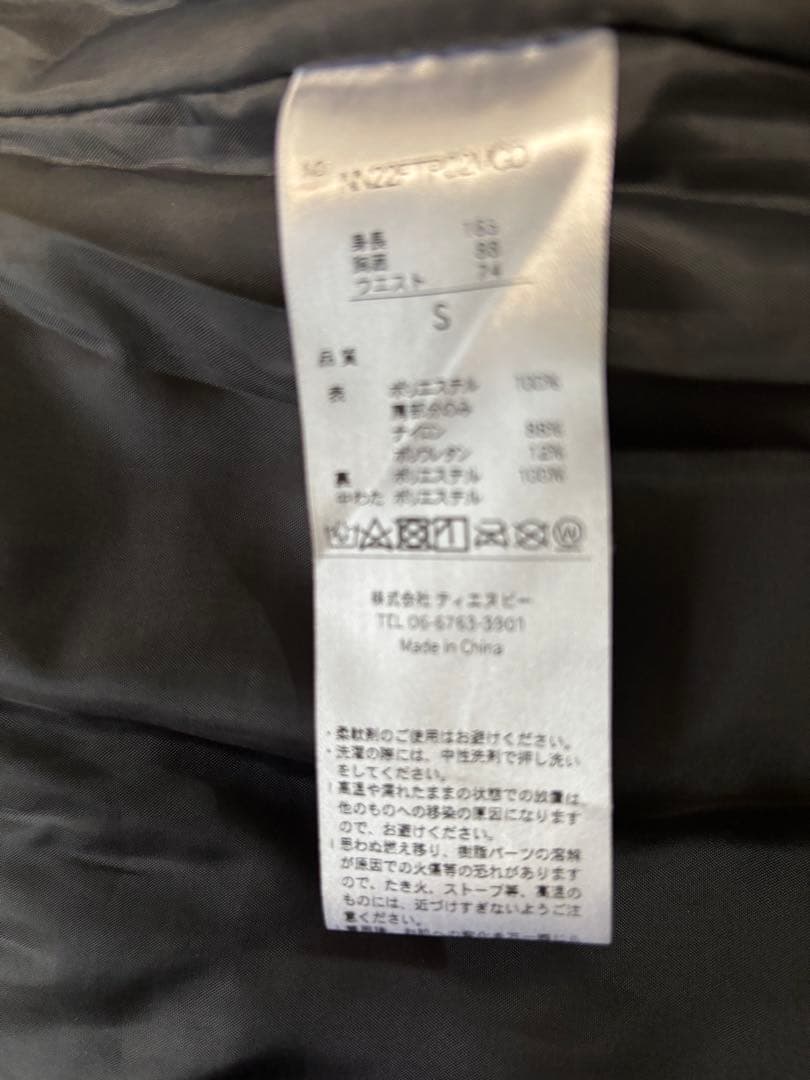 身長 163
胸囲 88
ウエスト 74
S
品質
表 ポリエステル 100%
ナイロン 88%
ポリウレタン 12%
裏 ポリエステル 100%
中わた ポリエステル
W
株式会社 ティエスピー
TEL 06-6763-3901
Made in China
・柔軟剤のご使用はお避けください。
・洗濯の際には、中性洗剤で押し洗い
をしてください。
！高温や濡れたままの状態での放置は、
他のものへの移染の原因になります
ので、お避けください。
！思わぬ燃え移り、樹脂パーツの溶解
が原因での火傷等の恐れがあります
ので、たき火、ストーブ等、高温の
ものには、近づけすぎないようご注
意ください。